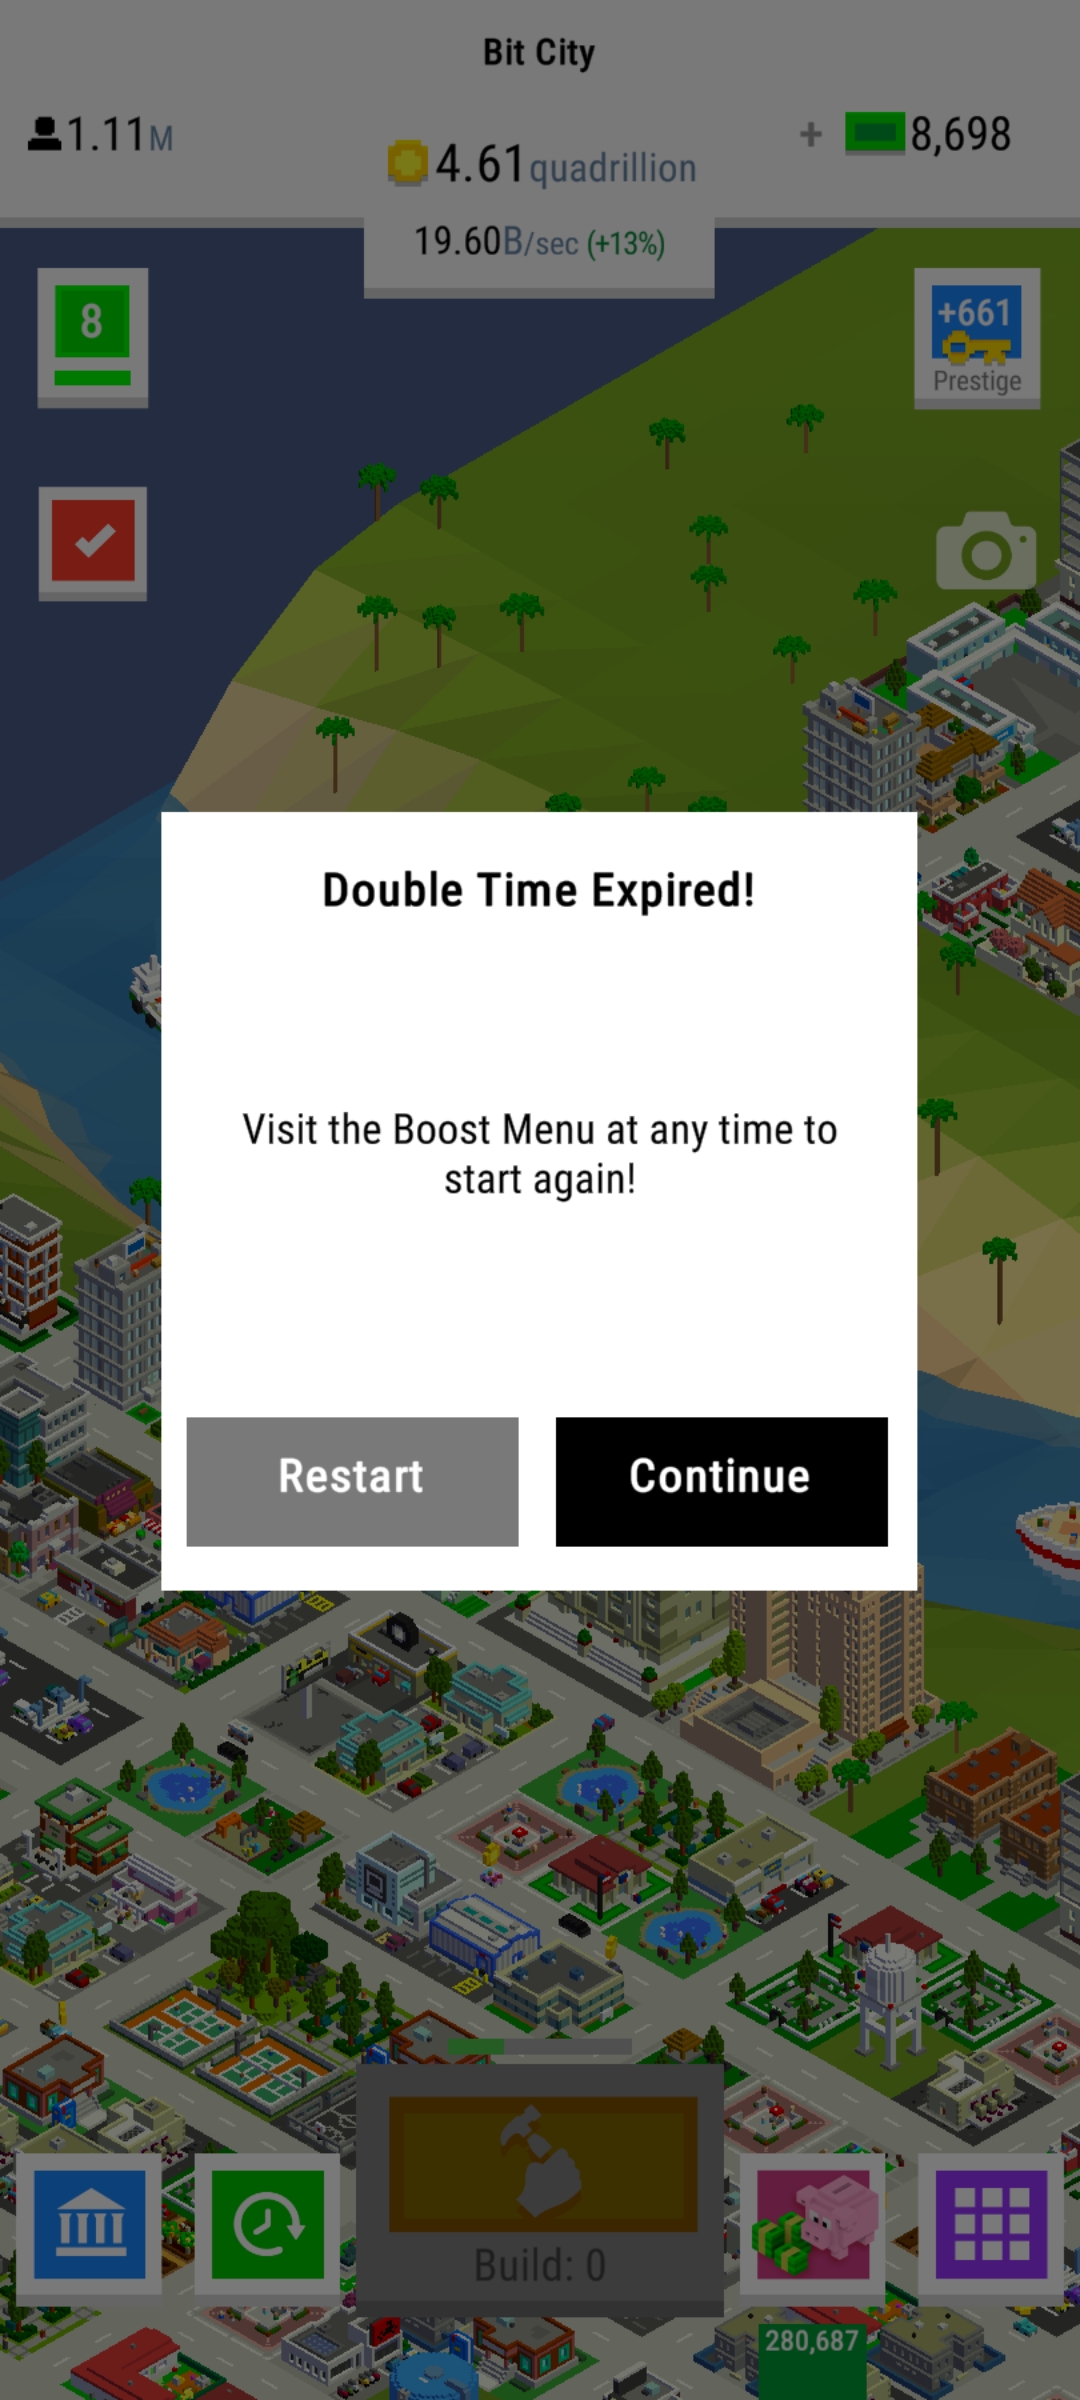 Bit City
1.11M
4.61quadrillion
+ 8,698
19.60B/sec (+13%)
8
+661
Prestige
Double Time Expired!
Visit the Boost Menu at any time to
start again!
Restart
Continue
Build: 0
280,687